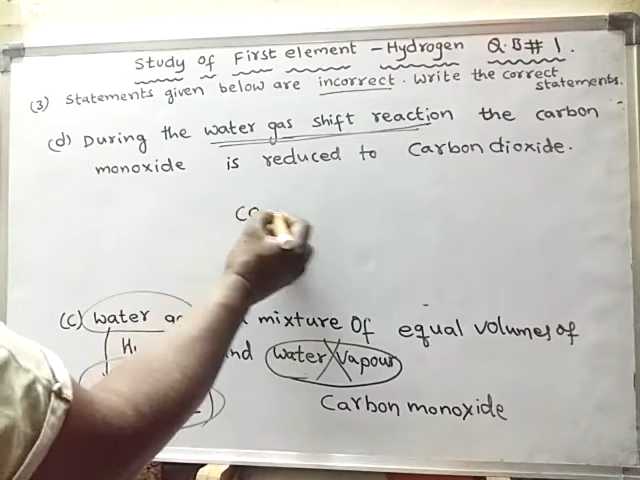 Study of First element - Hydrogen Q.B# 1.
(3) Statements given below are incorrect. Write the correct statements.
(d) During the water gas shift reaction the carbon
monoxide is reduced to Carbondioxide.
CO
(c) water mixture of equal volumes of
and water vapour
Carbon monoxide